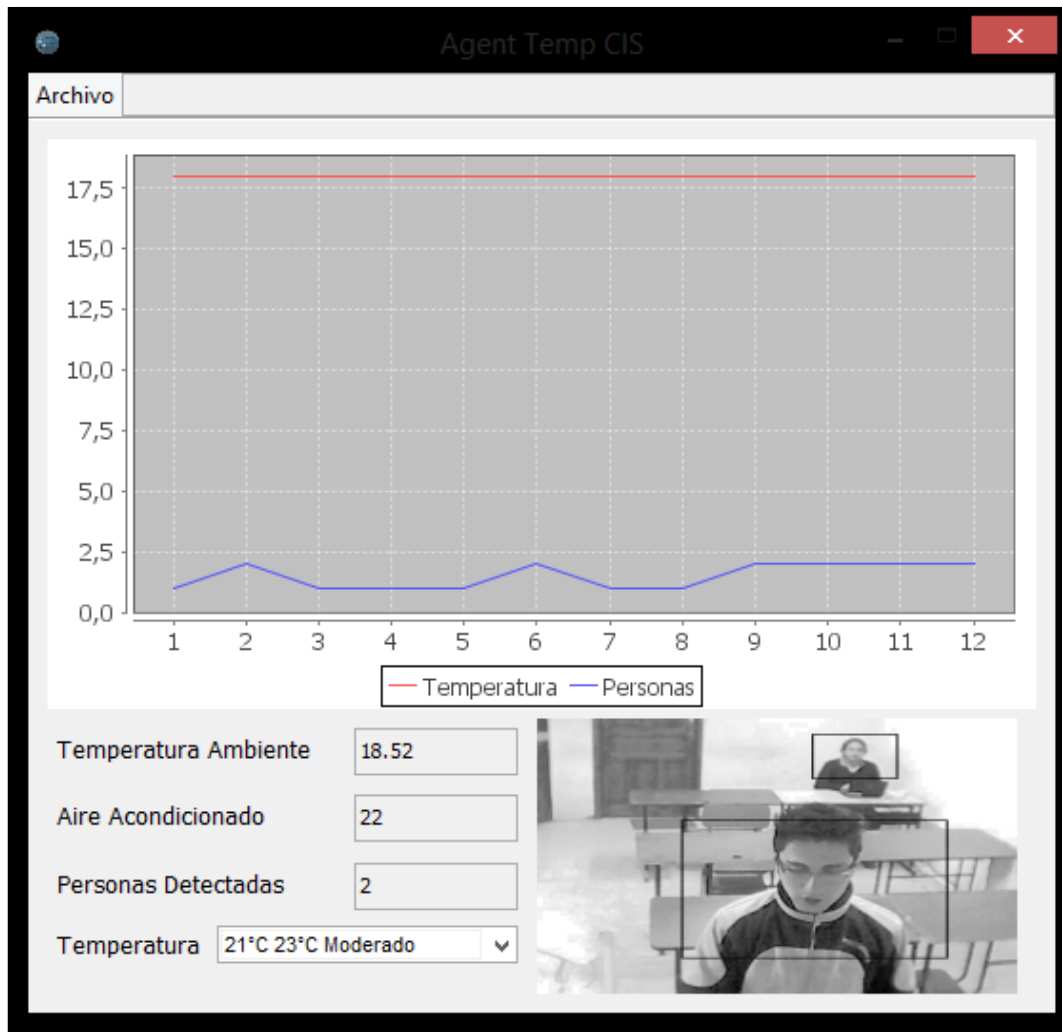 Agent Temp CIS
Archivo
17,5
15,0
12,5
10,0
7,5
5,0
2,5
0,0
1 2 3 4 5 6 7 8 9 10 11 12
Temperatura Personas
Temperatura Ambiente 18.52
Aire Acondicionado 22
Personas Detectadas 2
Temperatura 21°C 23°C Moderado